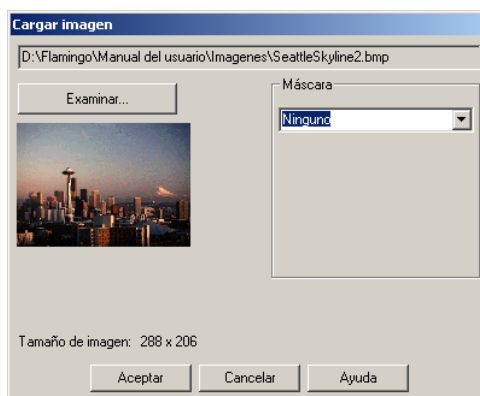 Cargar imagen
D:\Flamingo\Manual del usuario\Imagenes\SeattleSkyline2.bmp
Examinar...
Máscara
Ninguno
Tamaño de imagen: 288 x 206
Aceptar
Cancelar
Ayuda